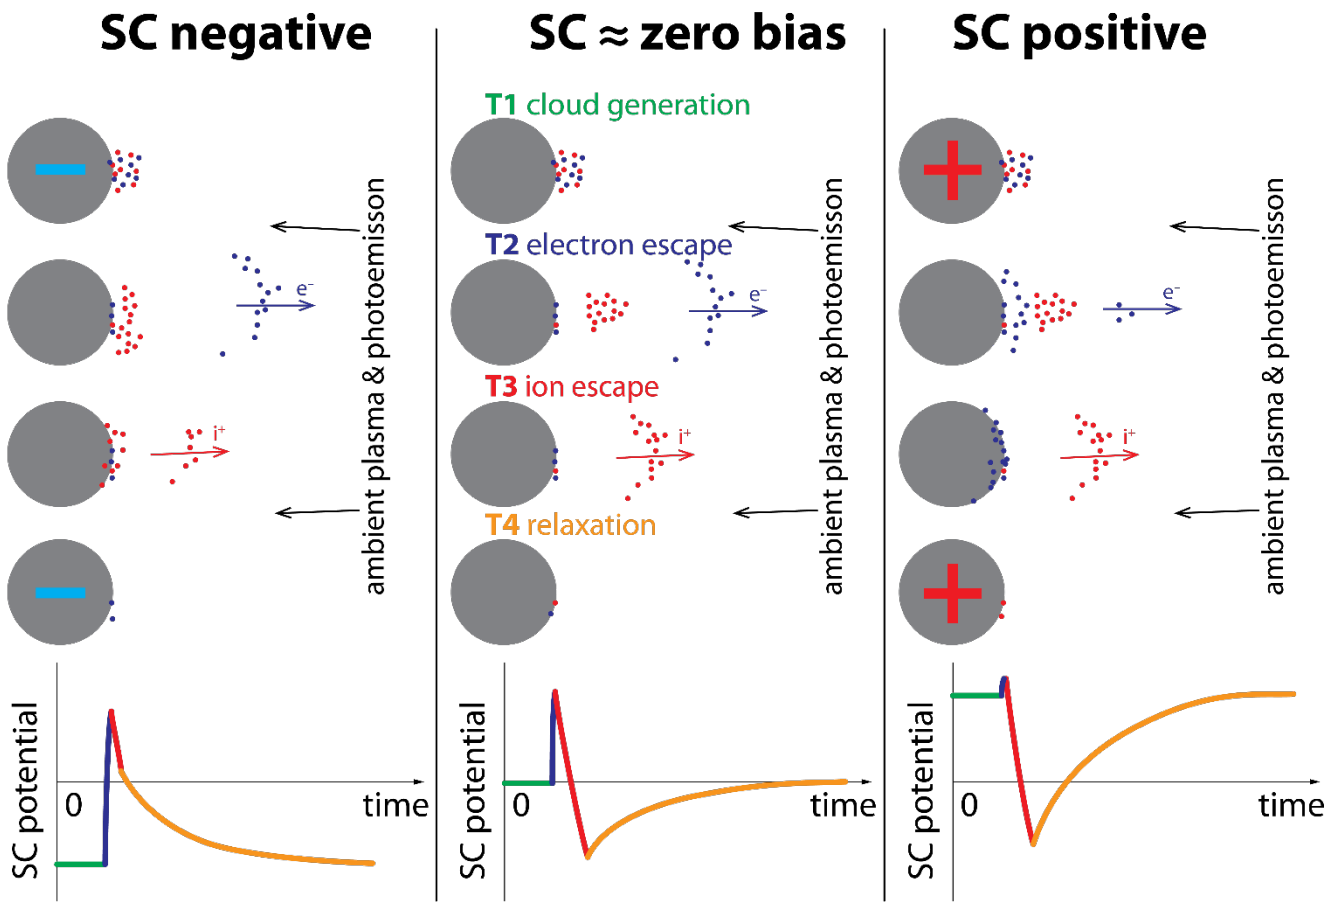 SC negative
SC ≈ zero bias
SC positive
T1 cloud generation
T2 electron escape
T3 ion escape
T4 relaxation
e⁻
i⁺
ambient plasma & photoemisson
e⁻
i⁺
ambient plasma & photoemisson
e⁻
i⁺
ambient plasma & photoemisson
SC potential
0
time
SC potential
0
time
SC potential
0
time